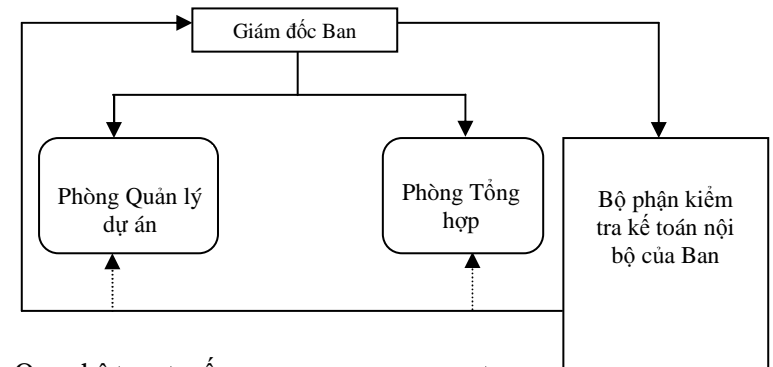 Giám đốc Ban
Phòng Quản lý
dự án
Phòng Tổng
hợp
Bộ phận kiểm
tra kế toán nội
bộ của Ban